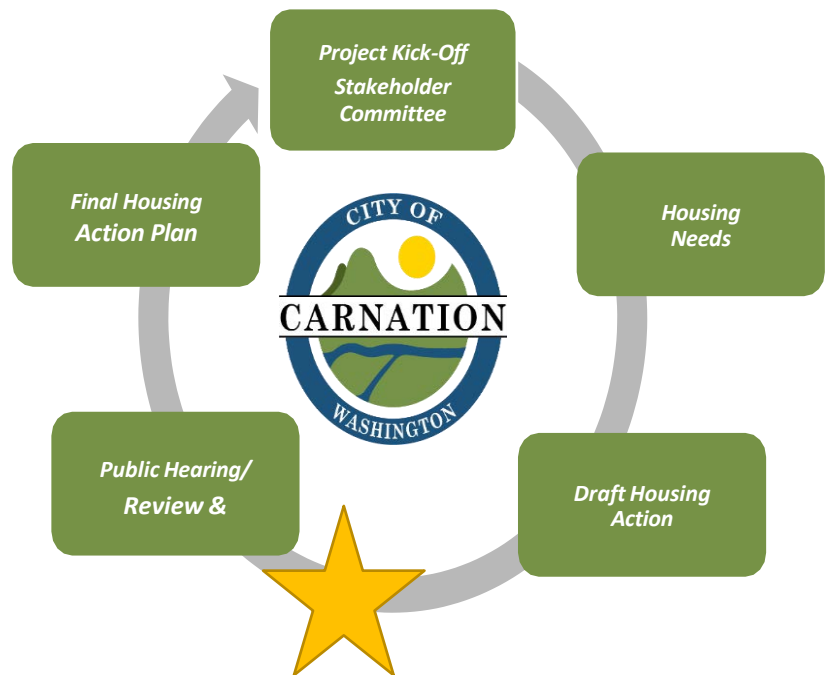 Project Kick-Off
Stakeholder
Committee
Housing
Needs
Draft Housing
Action
Public Hearing/
Review &
Final Housing
Action Plan
CITY OF
CARNATION
WASHINGTON